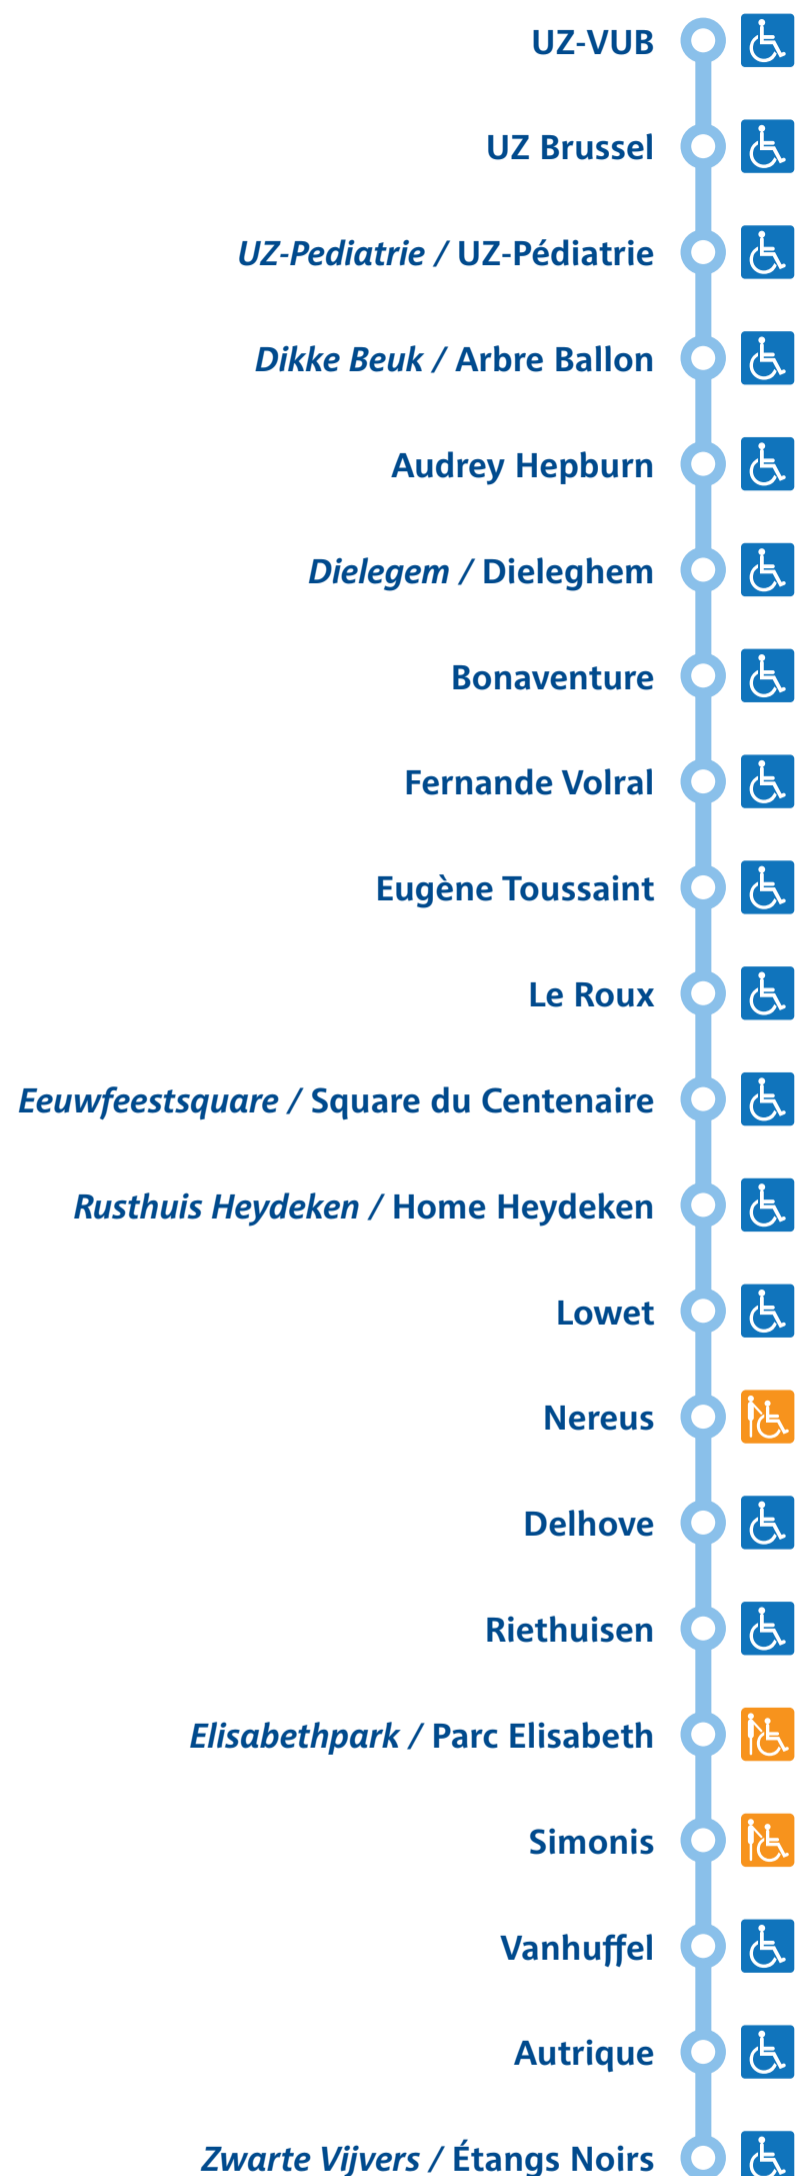 UZ-VUB
UZ Brussel
UZ-Pediatrie / UZ-Pédiatrie
Dikke Beuk / Arbre Ballon
Audrey Hepburn
Dielegem / Dieleghem
Bonaventure
Fernande Volral
Eugène Toussaint
Le Roux
Eeuwfeestsquare / Square du Centenaire
Rusthuis Heydeken / Home Heydeken
Lowet
Nereus
Delhove
Riethuisen
Elisabethpark / Parc Elisabeth
Simonis
Vanhuffel
Autrique
Zwarte Vijvers / Étangs Noirs